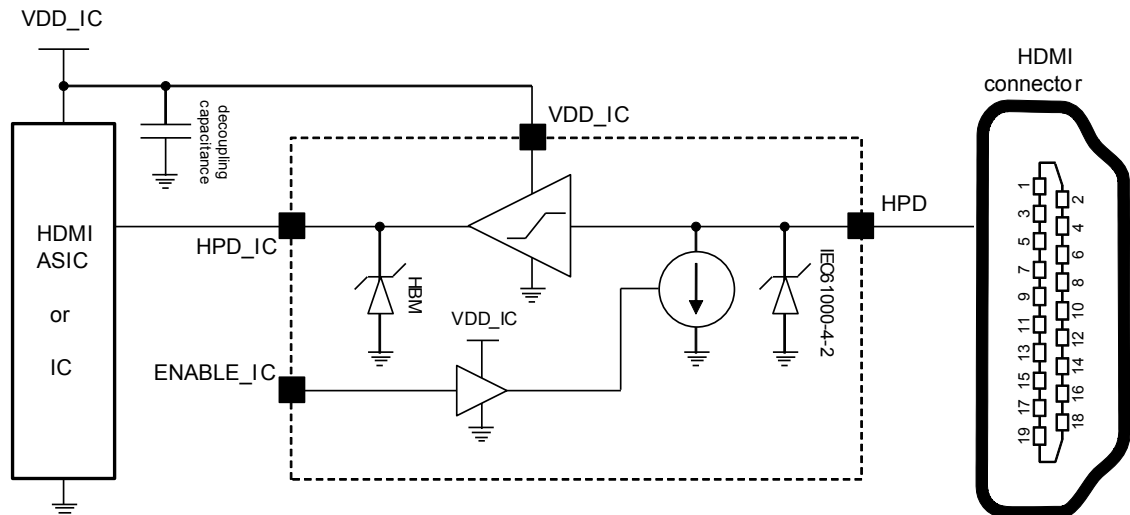 VDD_IC
HDMI
connector
decoupling
capacitance
VDD_IC
HPD
HPD_IC
HDMI
ASIC
or
IC
HBM
IEC61000-4-2
VDD_IC
ENABLE_IC
1
2
3
4
5
6
7
8
9
10
11
12
13
14
15
16
17
18
19